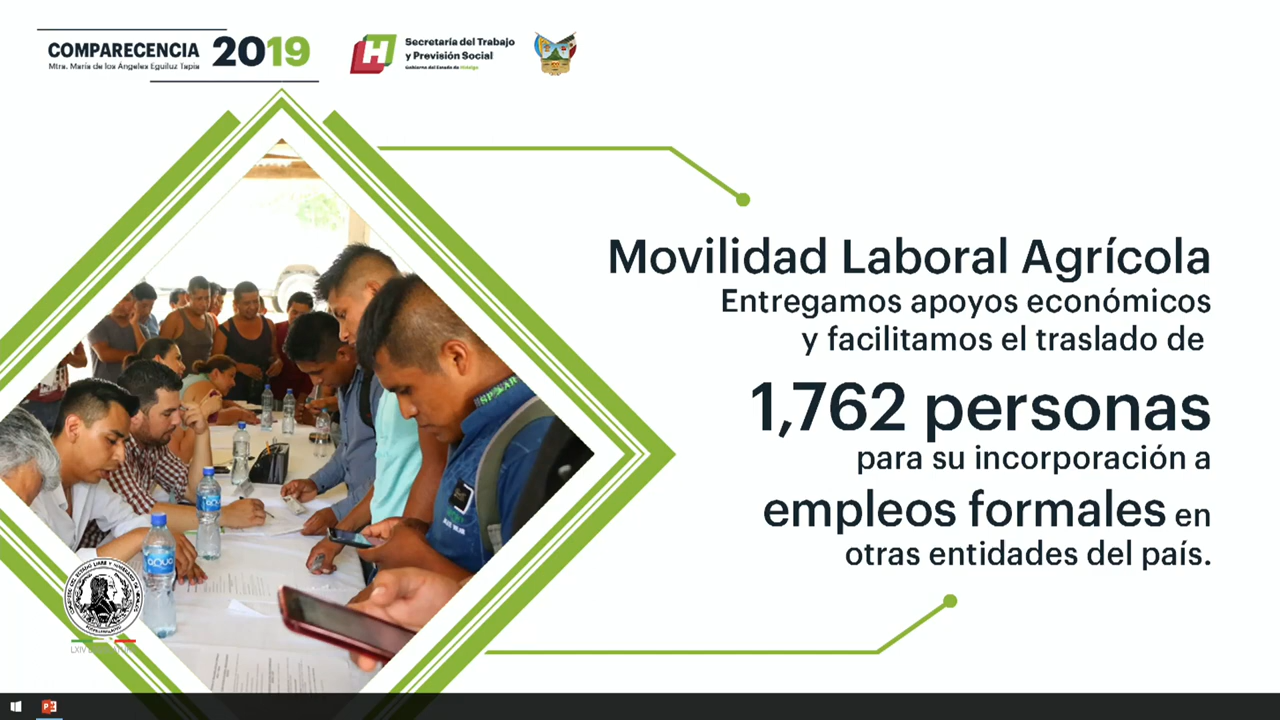 COMPARECENCIA 2019
Mtra. María de los Ángeles Eguiluz Tapia
Secretaría del Trabajo
y Previsión Social
Gobierno del Estado de Hidalgo
Movilidad Laboral Agrícola
Entregamos apoyos económicos
y facilitamos el traslado de
1,762 personas
para su incorporación a
empleos formales en
otras entidades del país.